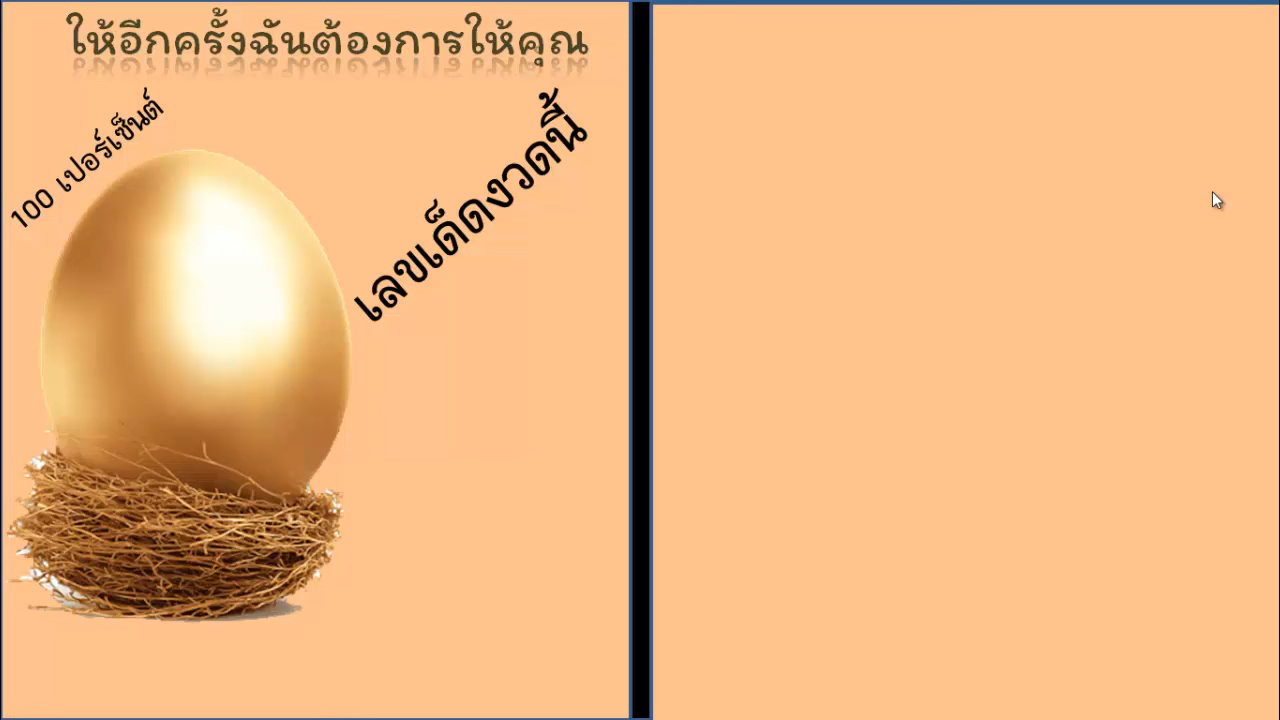 ให้อีกครั้งฉันต้องการให้คุณ
100 เปอร์เซ็นต์
เลขเด็ดงวดนี้